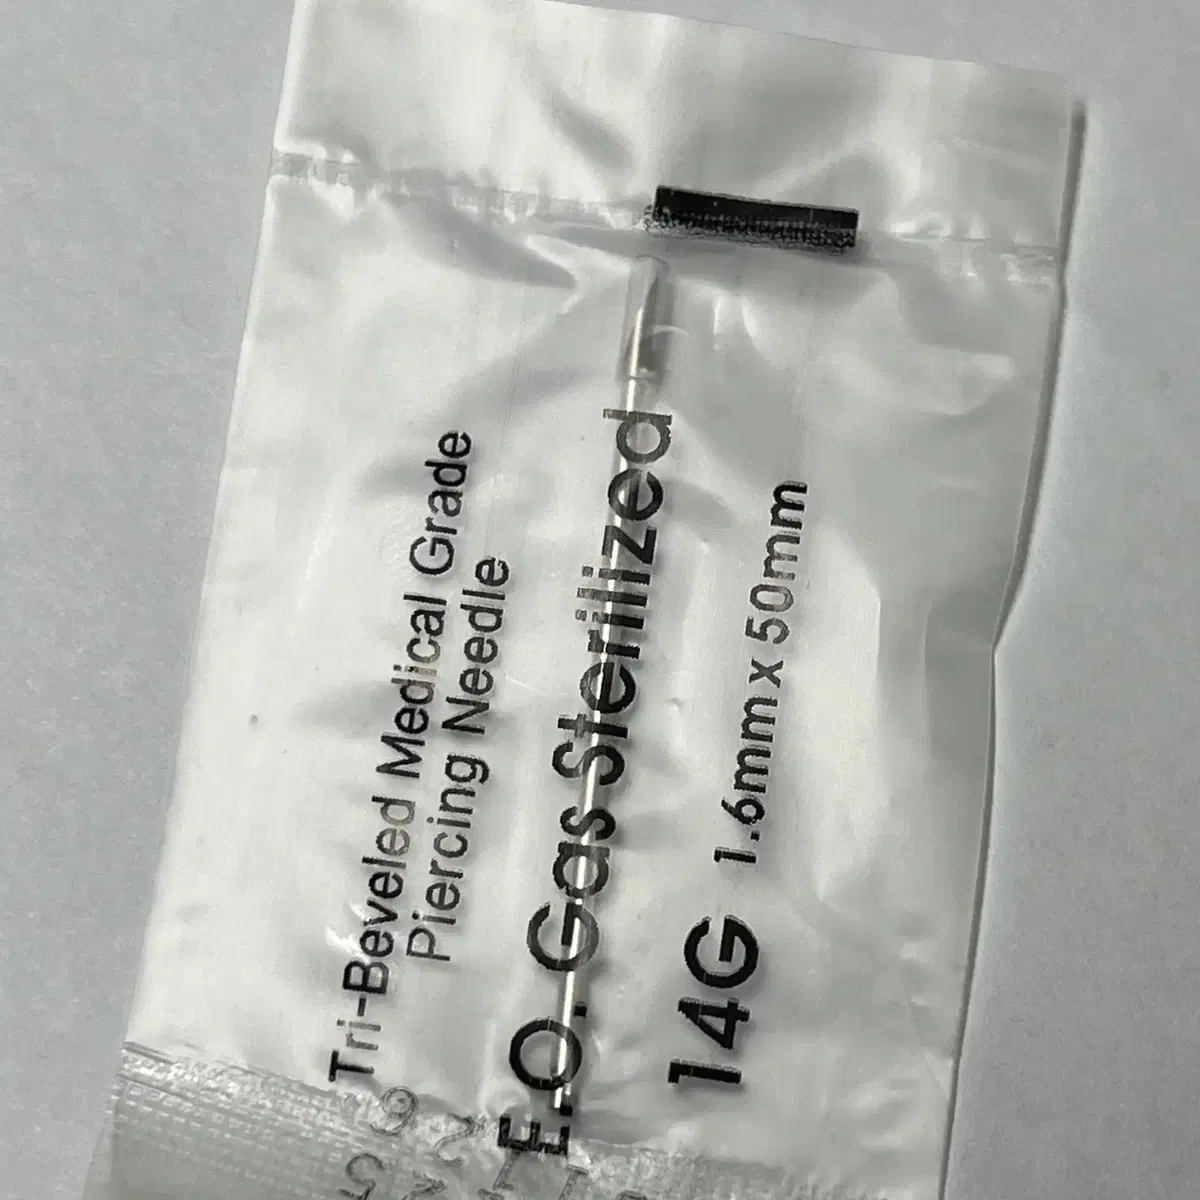 Tri-Beveled Medical Grade
Piercing Needle
E.O. Gas Sterilized
14G 1.6mm x 50mm